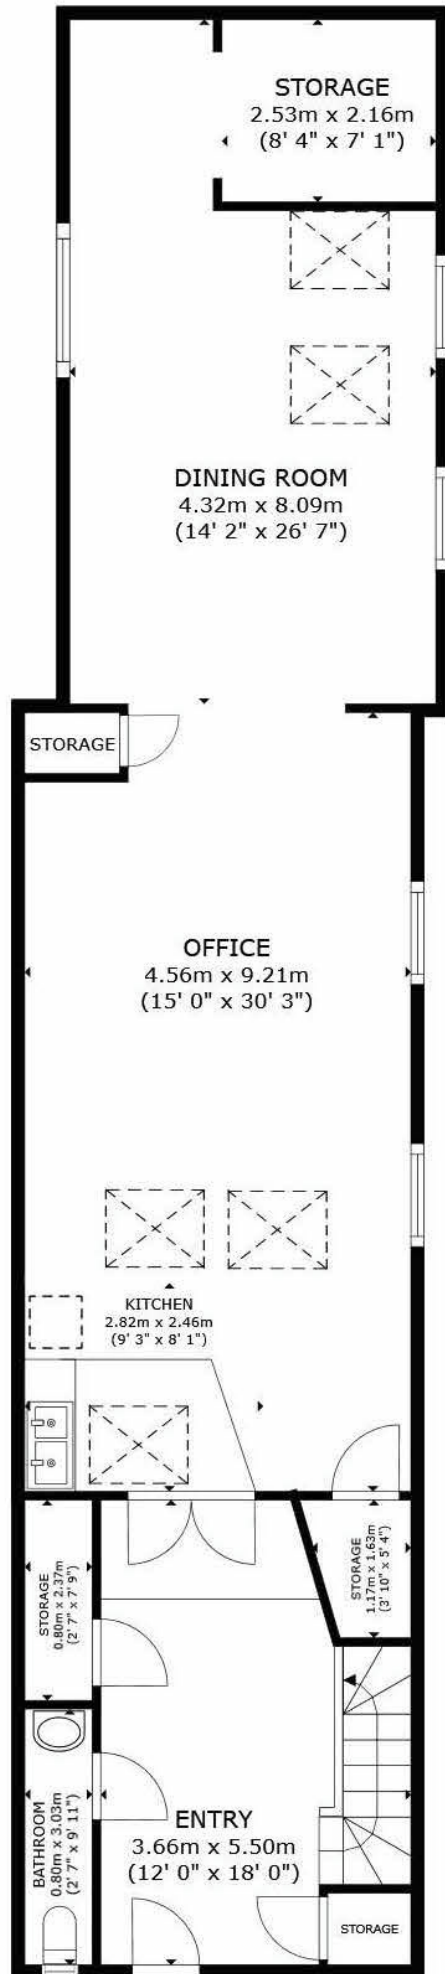 STORAGE
2.53m x 2.16m
(8' 4" x 7' 1")
DINING ROOM
4.32m x 8.09m
(14' 2" x 26' 7")
STORAGE
OFFICE
4.56m x 9.21m
(15' 0" x 30' 3")
KITCHEN
2.82m x 2.46m
(9' 3" x 8' 1")
STORAGE
0.80m x 2.37m
(2' 7" x 7' 9")
STORAGE
1.17m x 1.63m
(3' 10" x 5' 4")
BATHROOM
0.80m x 3.03m
(2' 7" x 9' 11")
ENTRY
3.66m x 5.50m
(12' 0" x 18' 0")
STORAGE